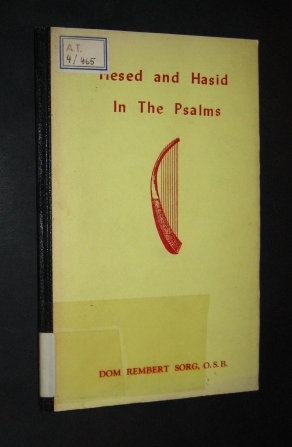 A.T.
4/465
Hesed and Hasid
In The Psalms
DOM REMBERT SORG, O.S.B.